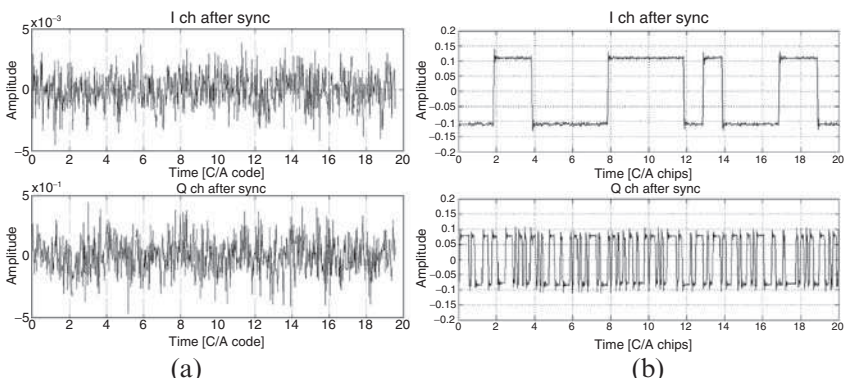 I ch after sync
×10⁻³
5
0
−5
Amplitude
0 2 4 6 8 10 12 14 16 18 20
Time [C/A code]
Q ch after sync
×10⁻¹
5
0
−5
Amplitude
0 2 4 6 8 10 12 14 16 18 20
Time [C/A code]
(a)
I ch after sync
0.2
0.15
0.1
0.05
0
−0.05
−0.1
−0.15
−0.2
Amplitude
0 2 4 6 8 10 12 14 16 18 20
Time [C/A chips]
Q ch after sync
0.2
0.15
0.1
0.05
0
−0.05
−0.1
−0.15
−0.2
Amplitude
0 2 4 6 8 10 12 14 16 18 20
Time [C/A chips]
(b)